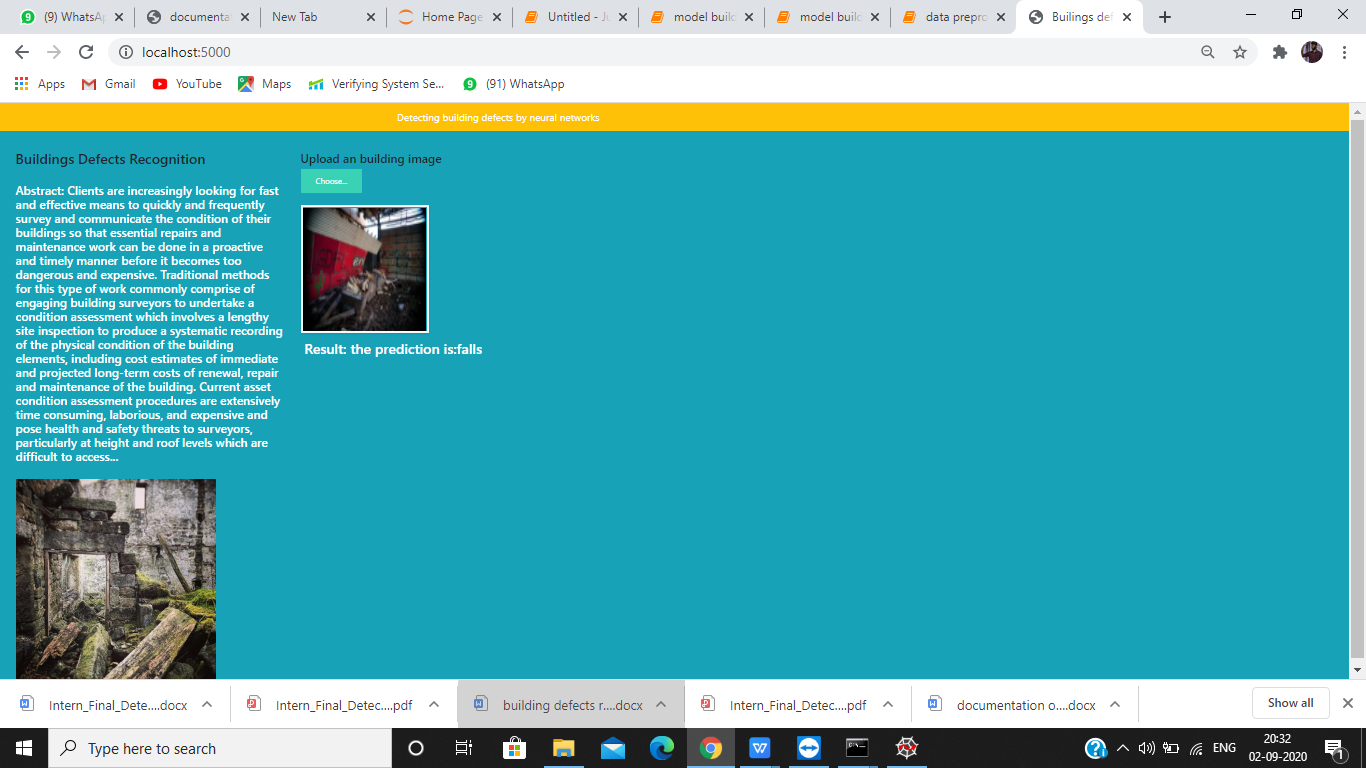 (9) WhatsAp
documenta
New Tab
Home Page
Untitled - Ju
model build
model build
data prepro
Builings def
localhost:5000
Apps
Gmail
YouTube
Maps
Verifying System Se...
9
(91) WhatsApp
Detecting building defects by neural networks
Buildings Defects Recognition
Abstract: Clients are increasingly looking for fast
and effective means to quickly and frequently
survey and communicate the condition of their
buildings so that essential repairs and
maintenance work can be done in a proactive
and timely manner before it becomes too
dangerous and expensive. Traditional methods
for this type of work commonly comprise of
engaging building surveyors to undertake a
condition assessment which involves a lengthy
site inspection to produce a systematic recording
of the physical condition of the building
elements, including cost estimates of immediate
and projected long-term costs of renewal, repair
and maintenance of the building. Current asset
condition assessment procedures are extensively
time consuming, laborious, and expensive and
pose health and safety threats to surveyors,
particularly at height and roof levels which are
difficult to access...
Upload an building image
Choose...
Result: the prediction is:falls
Intern_Final_Dete....docx
Intern_Final_Detec....pdf
building defects r....docx
Intern_Final_Detec....pdf
documentation o....docx
Show all
Type here to search
ENG
20:32
02-09-2020
1